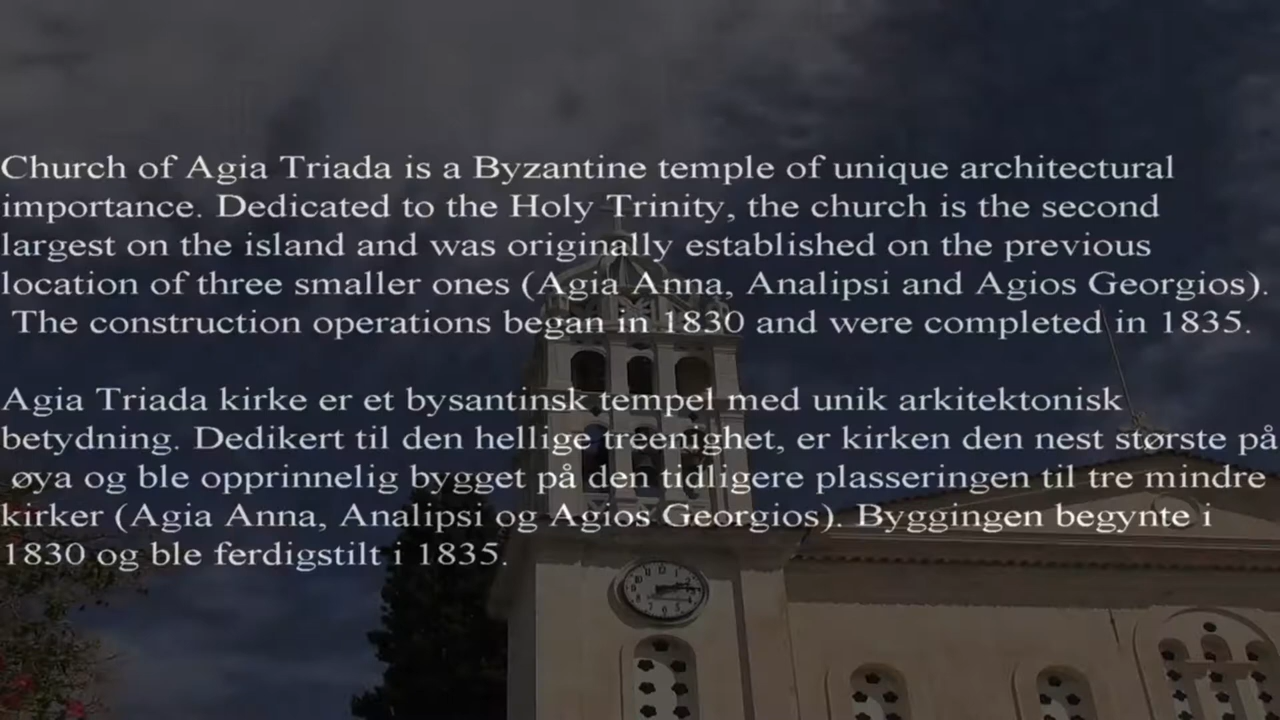 Church of Agia Triada is a Byzantine temple of unique architectural
importance. Dedicated to the Holy Trinity, the church is the second
largest on the island and was originally established on the previous
location of three smaller ones (Agia Anna, Analipsi and Agios Georgios).
The construction operations began in 1830 and were completed in 1835.
Agia Triada kirke er et bysantinsk tempel med unik arkitektonisk
betydning. Dedikert til den hellige treenighet, er kirken den nest største på
øya og ble opprinnelig bygget på den tidligere plasseringen til tre mindre
kirker (Agia Anna, Analipsi og Agios Georgios). Byggingen begynte i
1830 og ble ferdigstilt i 1835.